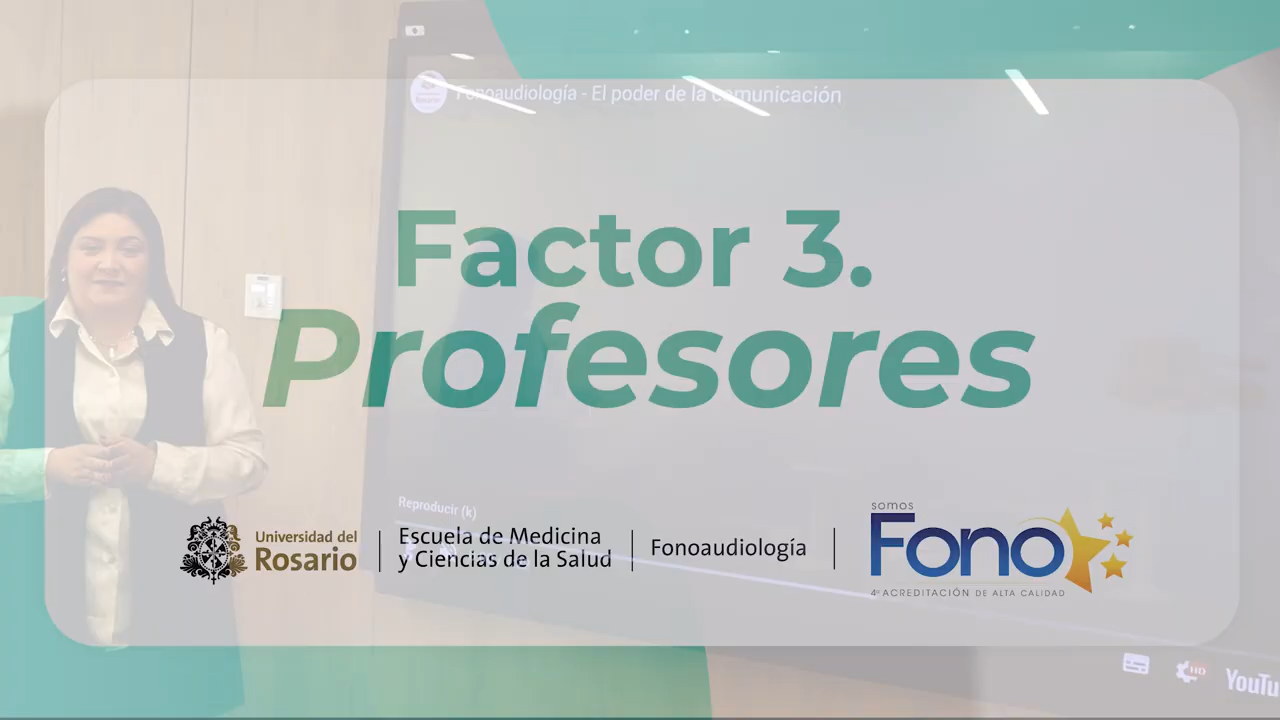 Fonoaudiología - El poder de la comunicación
Factor 3.
Profesores
Reproducir (k)
Universidad del
Rosario
Escuela de Medicina
y Ciencias de la Salud
Fonoaudiología
somos
Fono
4ª ACREDITACIÓN DE ALTA CALIDAD
HD